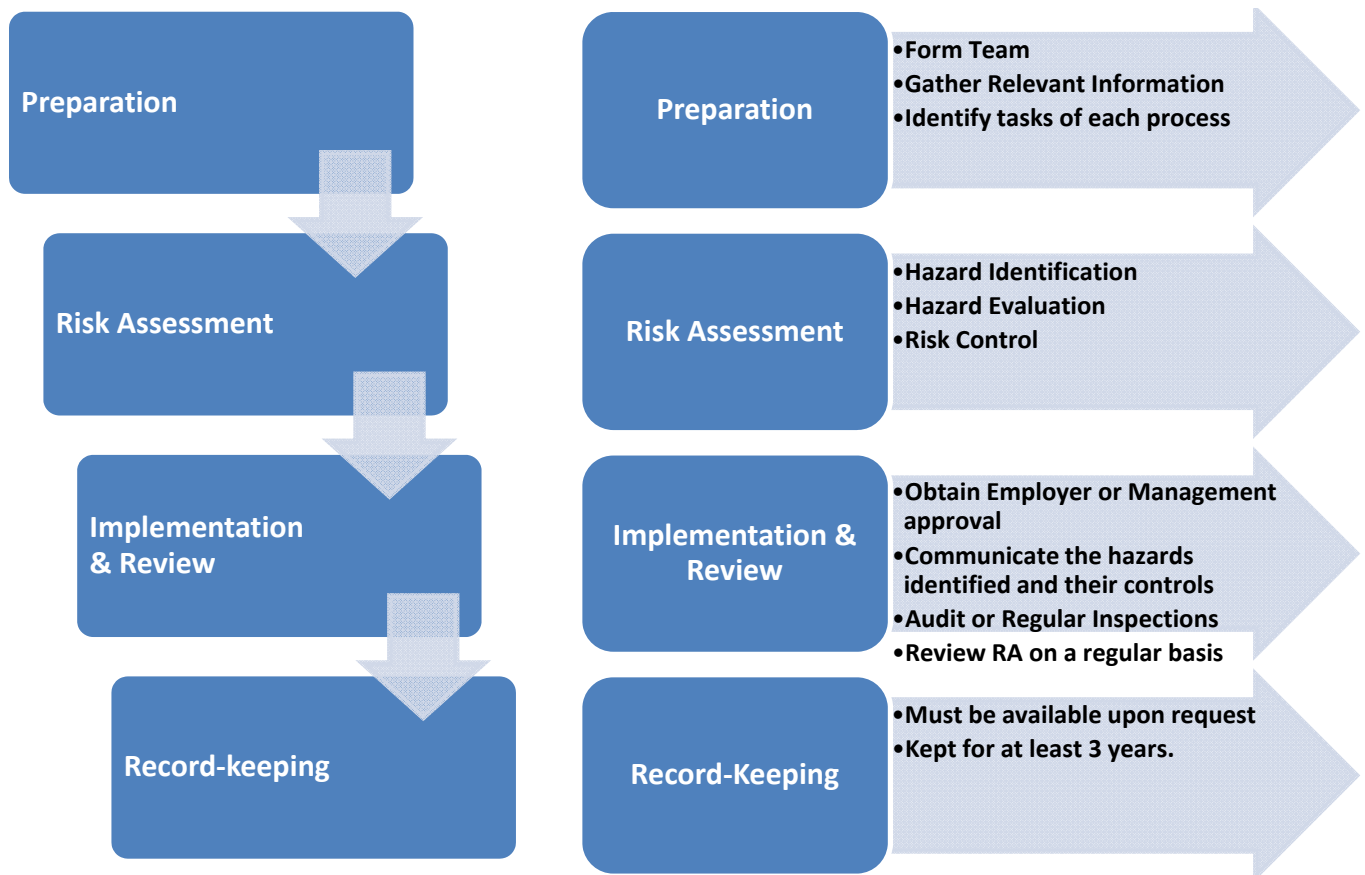 Preparation
Risk Assessment
Implementation
& Review
Record-keeping
Preparation
•Form Team
•Gather Relevant Information
•Identify tasks of each process
Risk Assessment
•Hazard Identification
•Hazard Evaluation
•Risk Control
Implementation &
Review
•Obtain Employer or Management
approval
•Communicate the hazards
identified and their controls
•Audit or Regular Inspections
•Review RA on a regular basis
Record-Keeping
•Must be available upon request
•Kept for at least 3 years.